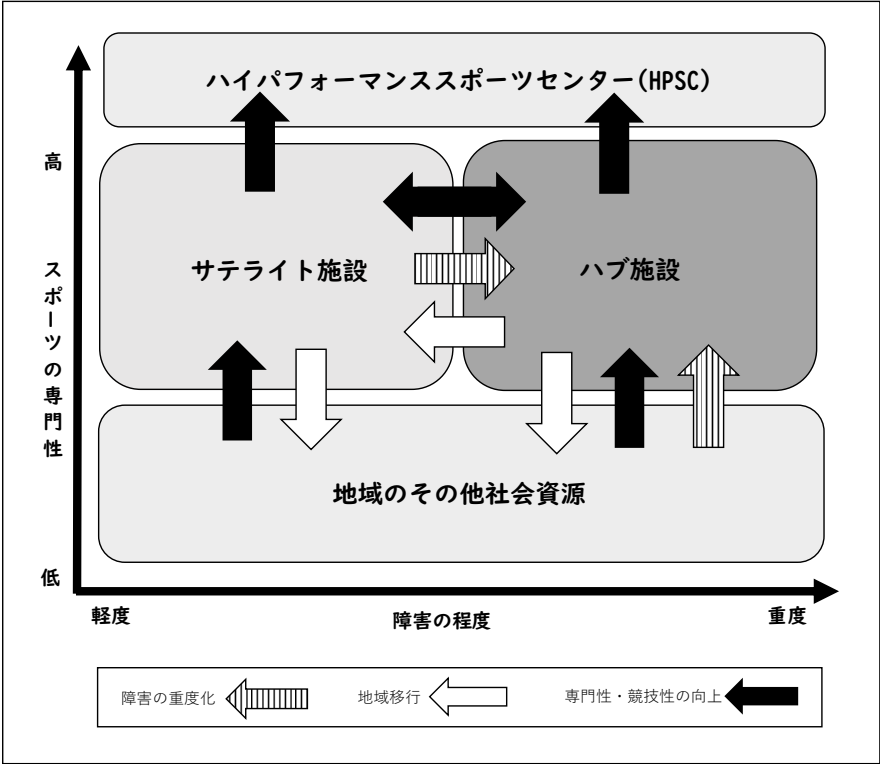 ハイパフォーマンススポーツセンター(HPSC)
高
サテライト施設
ハブ施設
スポーツの専門性
地域のその他社会資源
低
軽度
障害の程度
重度
障害の重度化
地域移行
専門性・競技性の向上